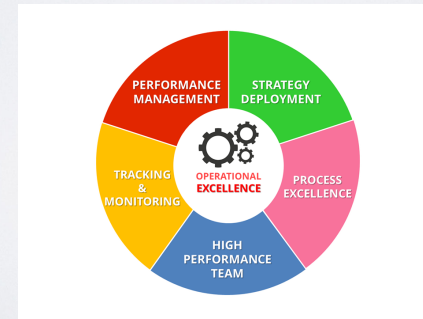 PERFORMANCE
MANAGEMENT
STRATEGY
DEPLOYMENT
TRACKING
&
MONITORING
OPERATIONAL
EXCELLENCE
PROCESS
EXCELLENCE
HIGH
PERFORMANCE
TEAM